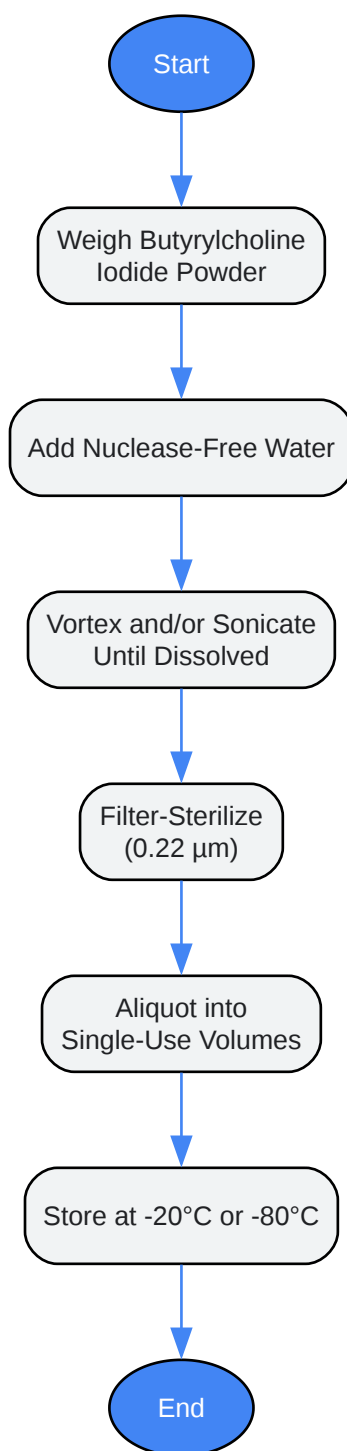 Start
Weigh Butyrylcholine
Iodide Powder
Add Nuclease-Free Water
Vortex and/or Sonicate
Until Dissolved
Filter-Sterilize
(0.22 µm)
Aliquot into
Single-Use Volumes
Store at -20°C or -80°C
End